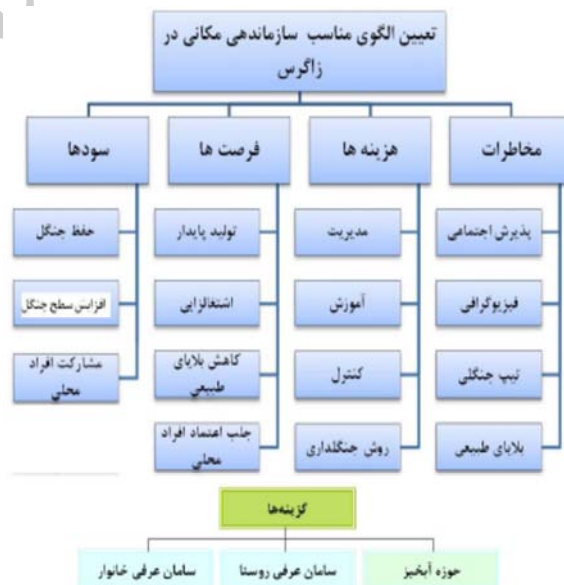 تعیین الگوی مناسب سازماندهی مکانی در
زاگرس
مخاطرات
هزینه ها
فرصت ها
سودها
پذیرش اجتماعی
مدیریت
تولید پایدار
حفظ جنگل
فیزیوگرافی
آموزش
اشتغالزایی
افزایش سطح جنگل
تیپ جنگلی
کنترل
کاهش بلایای
طبیعی
مشارکت افراد
محلی
بلایای طبیعی
روش جنگلداری
جلب اعتماد افراد
محلی
گزینه‌ها
حوزه آبخیز
سامان عرفی روستا
سامان عرفی خانوار